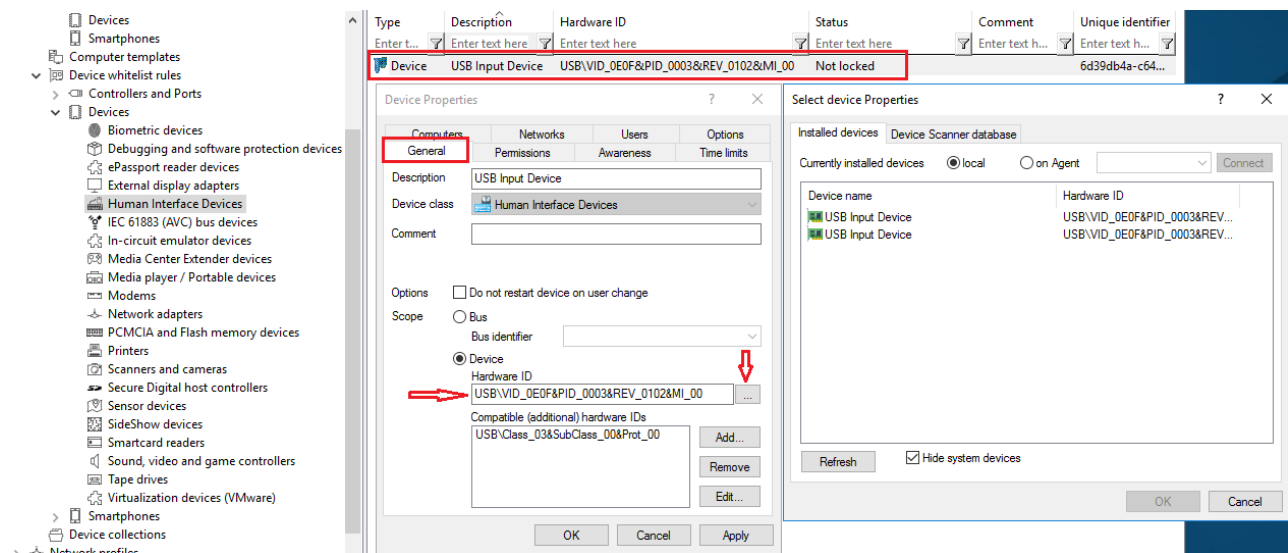 Devices
Smartphones
Computer templates
Device whitelist rules
Controllers and Ports
Devices
Biometric devices
Debugging and software protection devices
ePassport reader devices
External display adapters
Human Interface Devices
IEC 61883 (AVC) bus devices
In-circuit emulator devices
Media Center Extender devices
Media player / Portable devices
Modems
Network adapters
PCMCIA and Flash memory devices
Printers
Scanners and cameras
Secure Digital host controllers
Sensor devices
SideShow devices
Smartcard readers
Sound, video and game controllers
Tape drives
Virtualization devices (VMware)
Smartphones
Device collections
Network profiles
Type Description Hardware ID Status Comment Unique identifier
Enter t... Enter text here Enter text here Enter text here Enter text h... Enter text h...
Device USB Input Device USB\VID_0E0F&PID_0003&REV_0102&MI_00 Not locked 6d39db4a-c64...
Device Properties ?
Computers Networks Users Options
General Permissions Awareness Time limits
Description USB Input Device
Device class Human Interface Devices
Comment
Options Do not restart device on user change
Scope Bus
Bus identifier
Device
Hardware ID
USB\VID_0E0F&PID_0003&REV_0102&MI_00 ...
Compatible (additional) hardware IDs
USB\Class_03&SubClass_00&Prot_00
Add...
Remove
Edit...
OK Cancel Apply
Select device Properties ?
Installed devices Device Scanner database
Currently installed devices local on Agent Connect
Device name Hardware ID
USB Input Device USB\VID_0E0F&PID_0003&REV...
USB Input Device USB\VID_0E0F&PID_0003&REV...
Refresh Hide system devices
OK Cancel